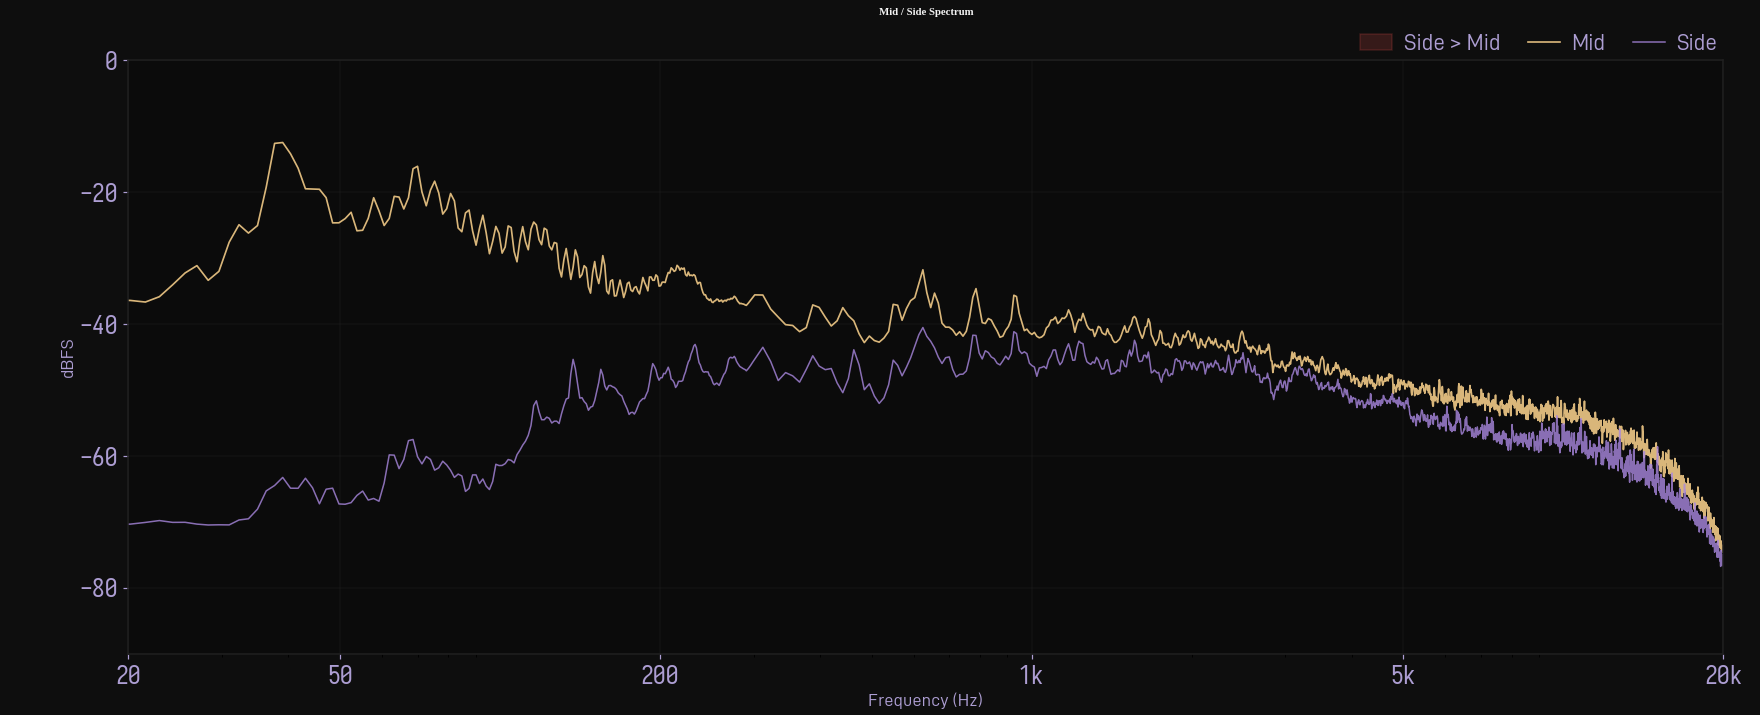 Mid / Side Spectrum
Side > Mid Mid Side
0
−20
−40
−60
−80
dBFS
20 50 200 1k 5k 20k
Frequency (Hz)